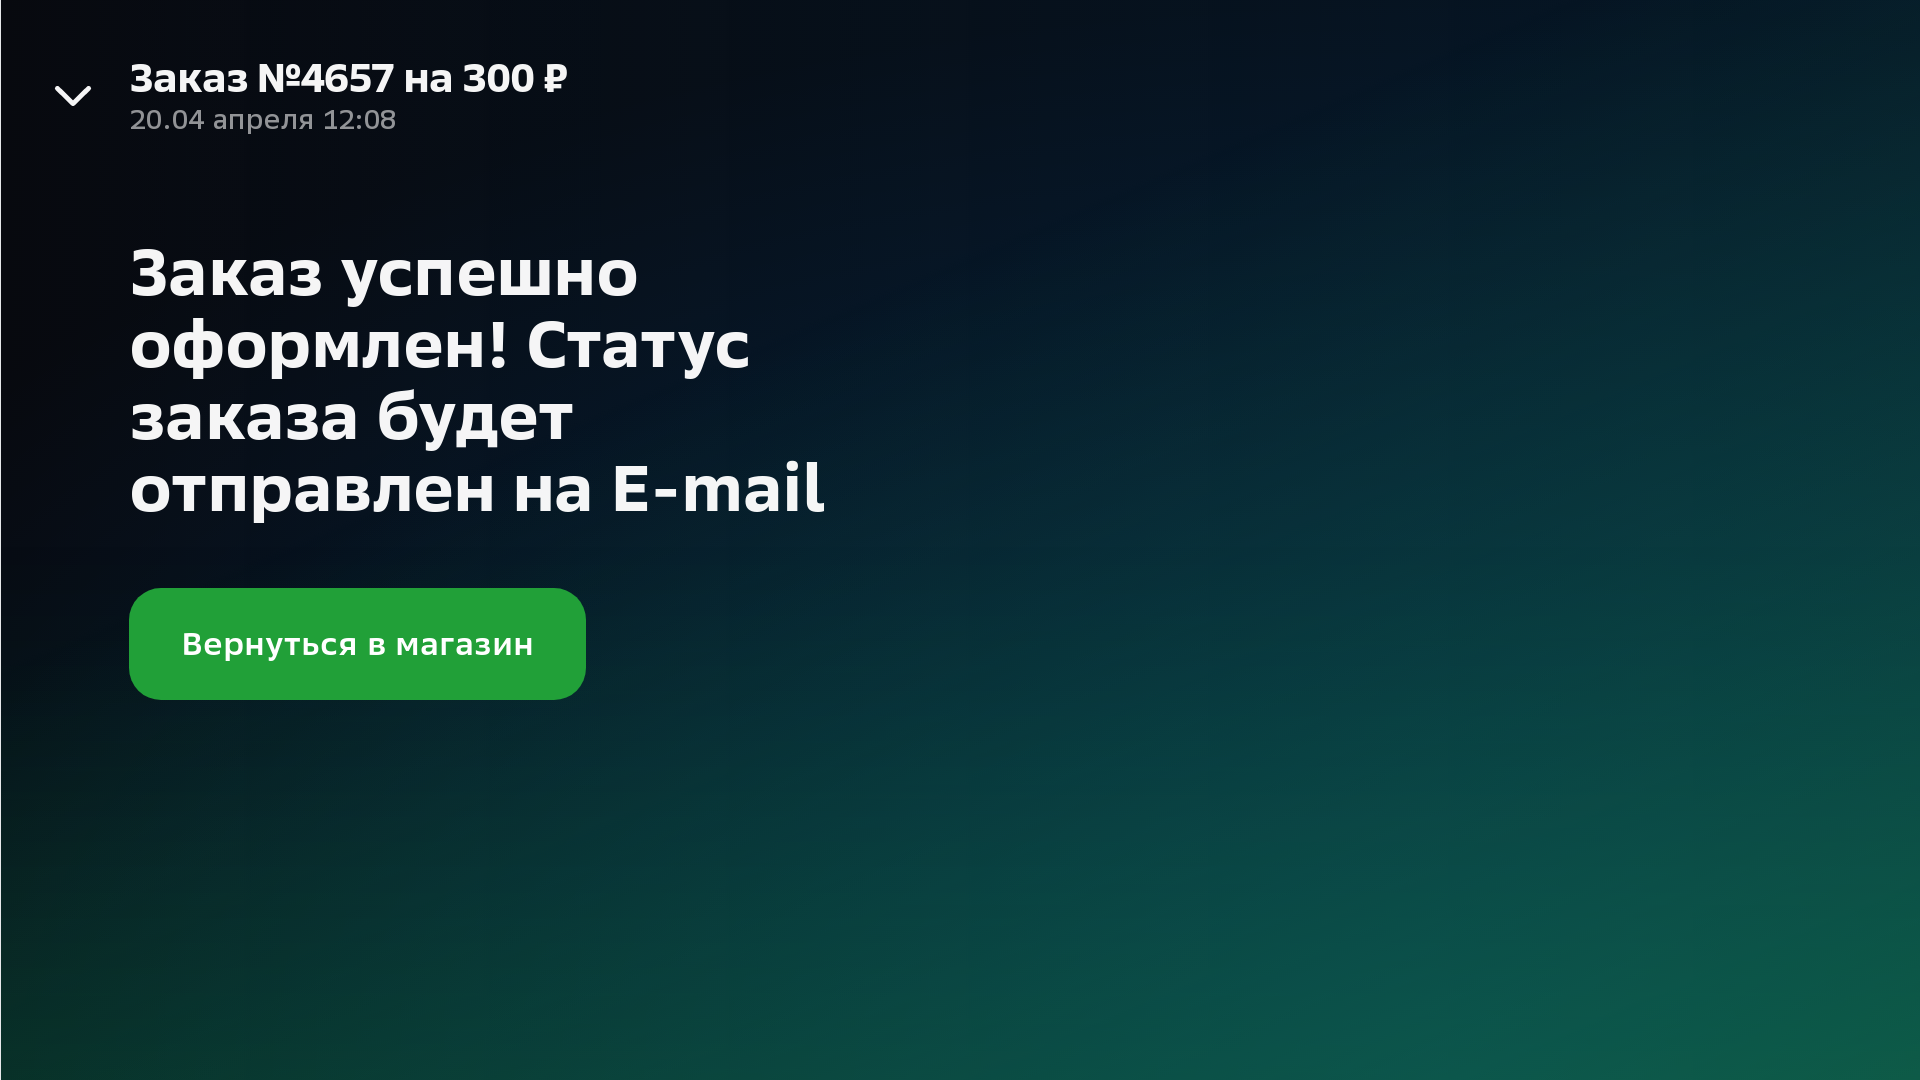 Заказ №4657 на 300 ₽
20.04 апреля 12:08
Заказ успешно
оформлен! Статус
заказа будет
отправлен на E-mail
Вернуться в магазин